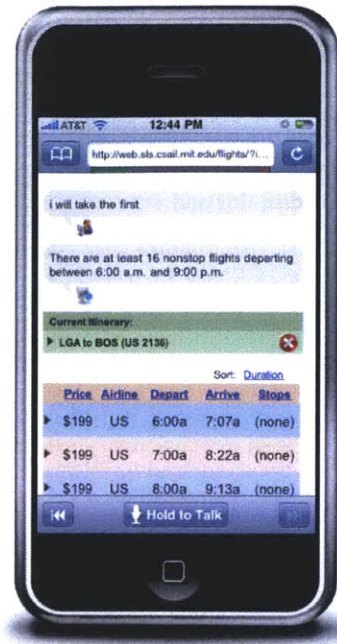 AT&T 12:44 PM
http://web.sls.csail.mit.edu/flights/?i...
i will take the first
There are at least 16 nonstop flights departing
between 6:00 a.m. and 9:00 p.m.
Current Itinerary:
LGA to BOS (US 2136)
Sort: Duration
Price Airline Depart Arrive Stops
$199 US 6:00a 7:07a (none)
$199 US 7:00a 8:22a (none)
$199 US 8:00a 9:13a (none)
Hold to Talk